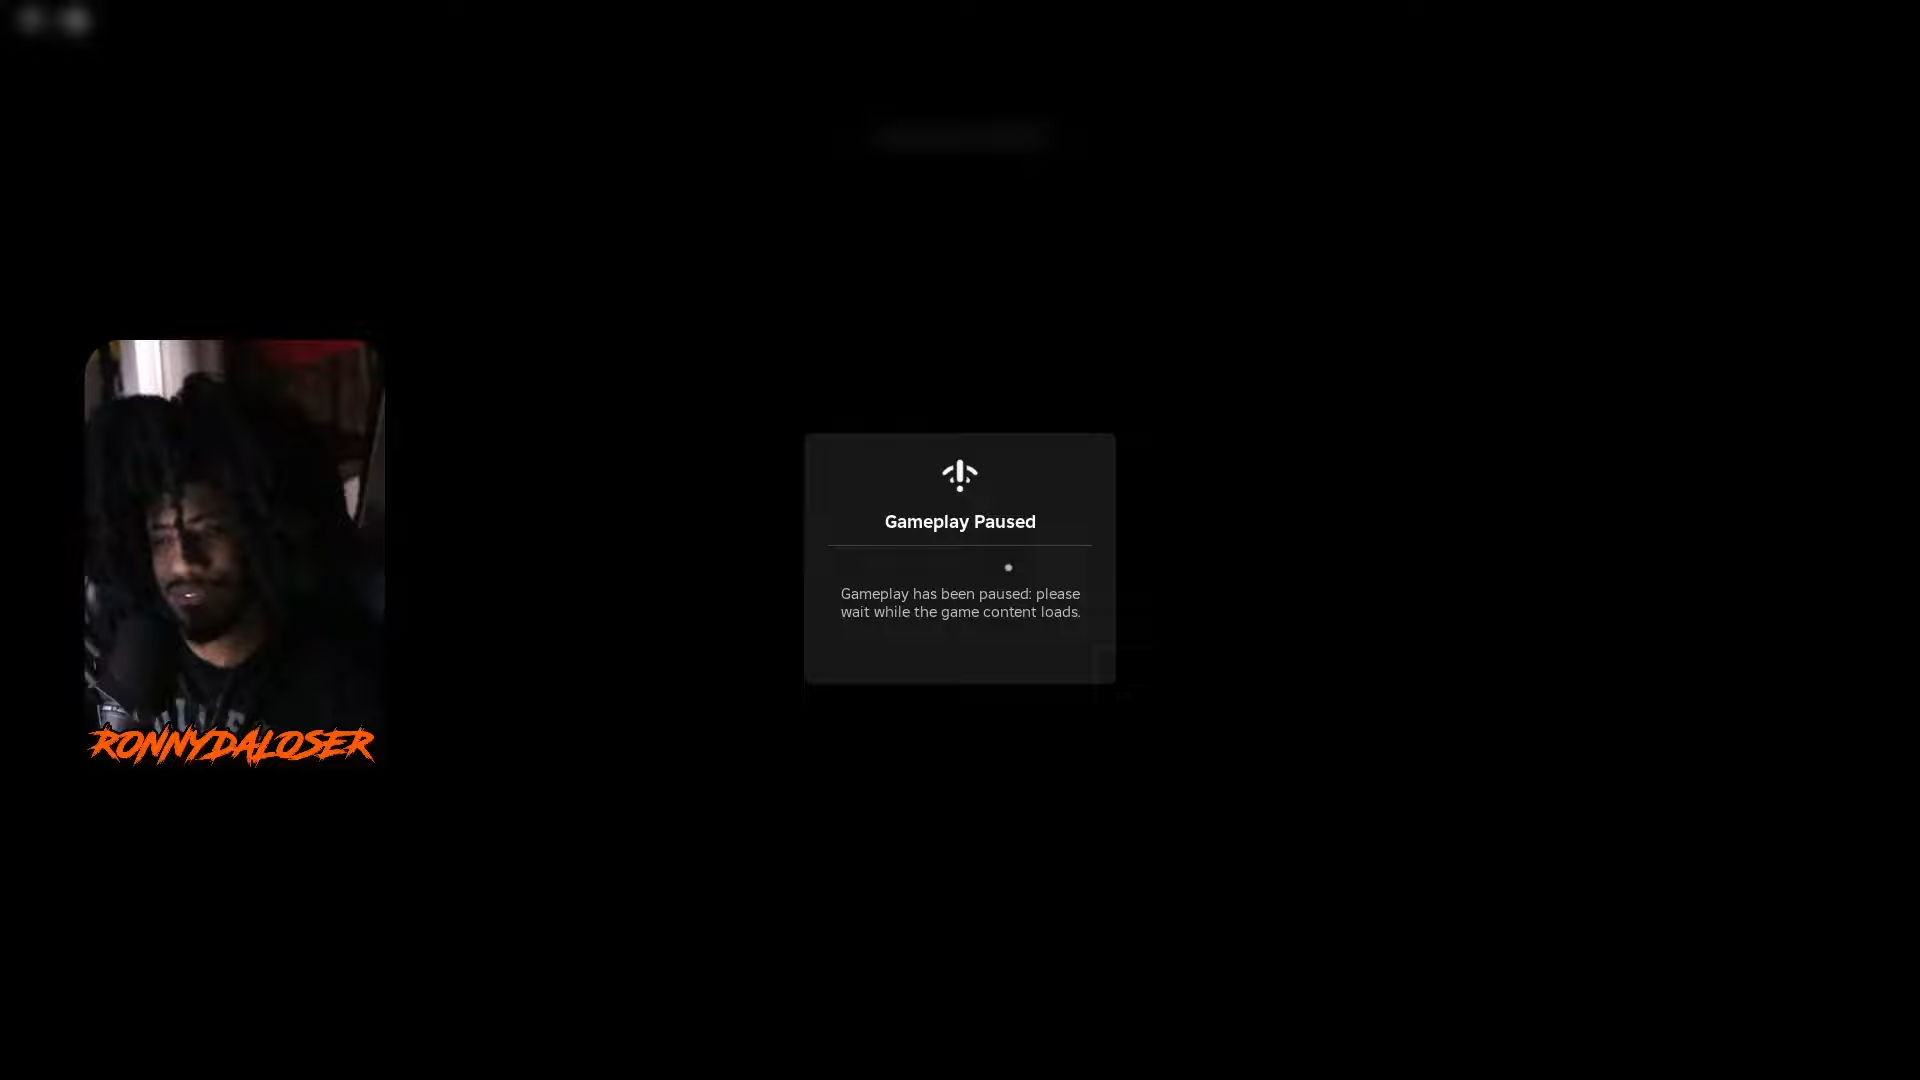 Gameplay Paused
Gameplay has been paused: please
wait while the game content loads.
RONNYDALOSER